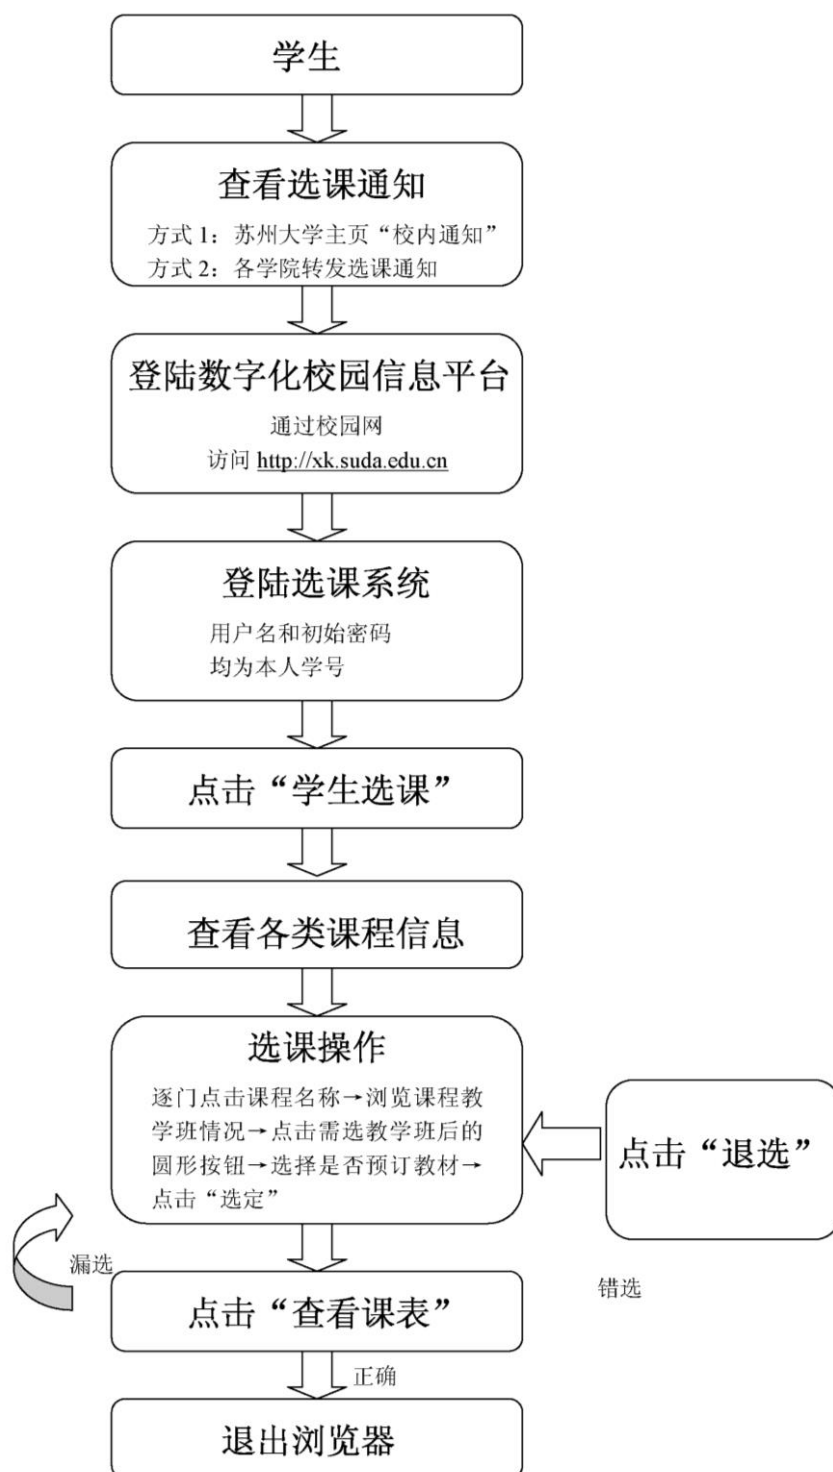 学生
查看选课通知
方式 1：苏州大学主页“校内通知”
方式 2：各学院转发选课通知
登陆数字化校园信息平台
通过校园网
访问 http://xk.suda.edu.cn
登陆选课系统
用户名和初始密码
均为本人学号
点击“学生选课”
查看各类课程信息
选课操作
逐门点击课程名称→浏览课程教
学班情况→点击需选教学班后的
圆形按钮→选择是否预订教材→
点击“选定”
点击“退选”
漏选
错选
点击“查看课表”
正确
退出浏览器